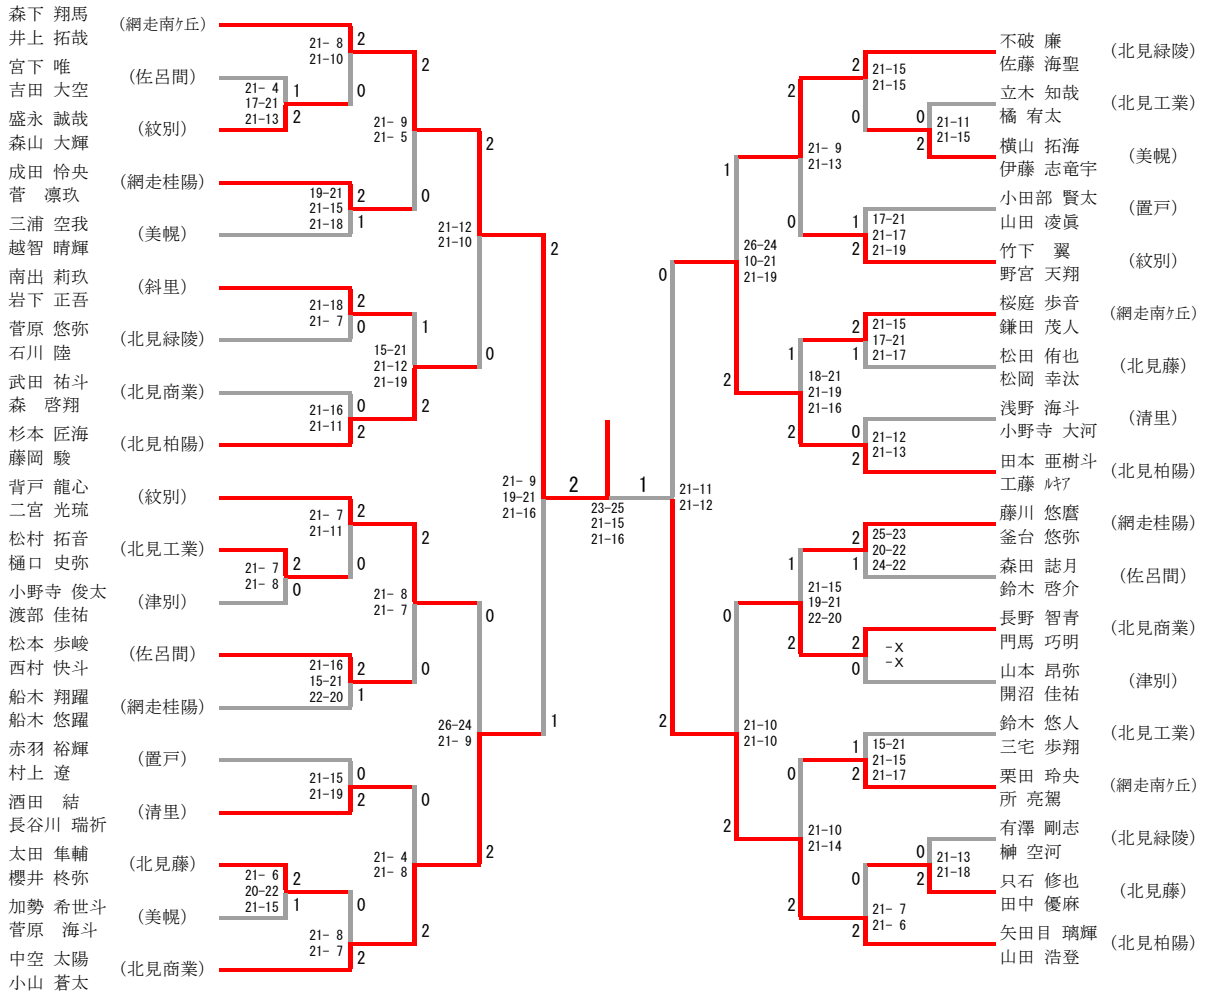 森下 翔馬
井上 拓哉
(網走南ケ丘)
宮下 唯
吉田 大空
(佐呂間)
盛永 誠哉
森山 大輝
(紋別)
成田 怜央
菅 凛玖
(網走桂陽)
三浦 空我
越智 晴輝
(美幌)
南出 莉玖
岩下 正吾
(斜里)
菅原 悠弥
石川 陸
(北見緑陵)
武田 祐斗
森 啓翔
(北見商業)
杉本 匠海
藤岡 駿
(北見柏陽)
背戸 龍心
二宮 光琉
(紋別)
松村 拓音
樋口 史弥
(北見工業)
小野寺 俊太
渡部 佳祐
(津別)
松本 歩峻
西村 快斗
(佐呂間)
船木 翔躍
船木 悠躍
(網走桂陽)
赤羽 裕輝
村上 遼
(置戸)
酒田 結
長谷川 瑞祈
(清里)
太田 隼輔
櫻井 柊弥
(北見藤)
加勢 希世斗
菅原 海斗
(美幌)
中空 太陽
小山 蒼太
(北見商業)
21- 8
21-10
2
0
21- 4
17-21
21-13
1
2
21- 9
21- 5
2
0
19-21
21-15
21-18
2
1
21-12
21-10
2
0
21-18
21- 7
2
0
15-21
21-12
21-19
1
2
21-16
21-11
0
2
21- 9
19-21
21-16
2
1
21- 7
21-11
2
0
21- 7
21- 8
2
0
21- 8
21- 7
2
0
21-16
15-21
22-20
2
1
26-24
21- 9
0
2
21-15
21-19
0
2
21- 4
21- 8
0
2
21- 6
20-22
21-15
2
1
21- 8
21- 7
0
2
2
1
23-25
21-15
21-16
不破 廉
佐藤 海聖
(北見緑陵)
立木 知哉
橘 宥太
(北見工業)
横山 拓海
伊藤 志竜宇
(美幌)
小田部 賢太
山田 凌眞
(置戸)
竹下 翼
野宮 天翔
(紋別)
桜庭 歩音
鎌田 茂人
(網走南ケ丘)
松田 侑也
松岡 幸汰
(北見藤)
浅野 海斗
小野寺 大河
(清里)
田本 亜樹斗
工藤 ルキア
(北見柏陽)
藤川 悠麿
釜台 悠弥
(網走桂陽)
森田 誌月
鈴木 啓介
(佐呂間)
長野 智青
門馬 巧明
(北見商業)
山本 昂弥
開沼 佳祐
(津別)
鈴木 悠人
三宅 歩翔
(北見工業)
栗田 玲央
所 亮駕
(網走南ケ丘)
有澤 剛志
榊 空河
(北見緑陵)
只石 修也
田中 優麻
(北見藤)
矢田目 璃輝
山田 浩登
(北見柏陽)
2
0
21-15
21-15
0
2
21-11
21-15
2
0
21- 9
21-13
1
2
17-21
21-17
21-19
1
2
26-24
10-21
21-19
2
1
21-15
17-21
21-17
1
2
18-21
21-19
21-16
0
2
21-12
21-13
0
2
21-11
21-12
2
1
25-23
20-22
24-22
1
2
21-15
19-21
22-20
2
0
-X
-X
0
2
21-10
21-10
1
2
15-21
21-15
21-17
0
2
21-10
21-14
0
2
21-13
21-18
0
2
21- 7
21- 6